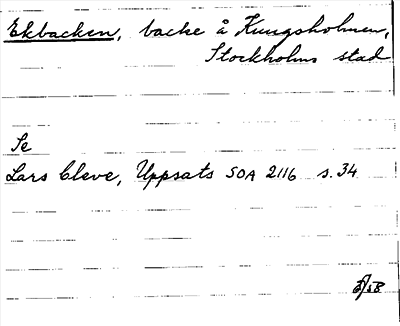 Ekbacken, backe å Kungsholmen,
Stockholms stad
Se
Lars Cleve, Uppsats SOA 2116 s. 34